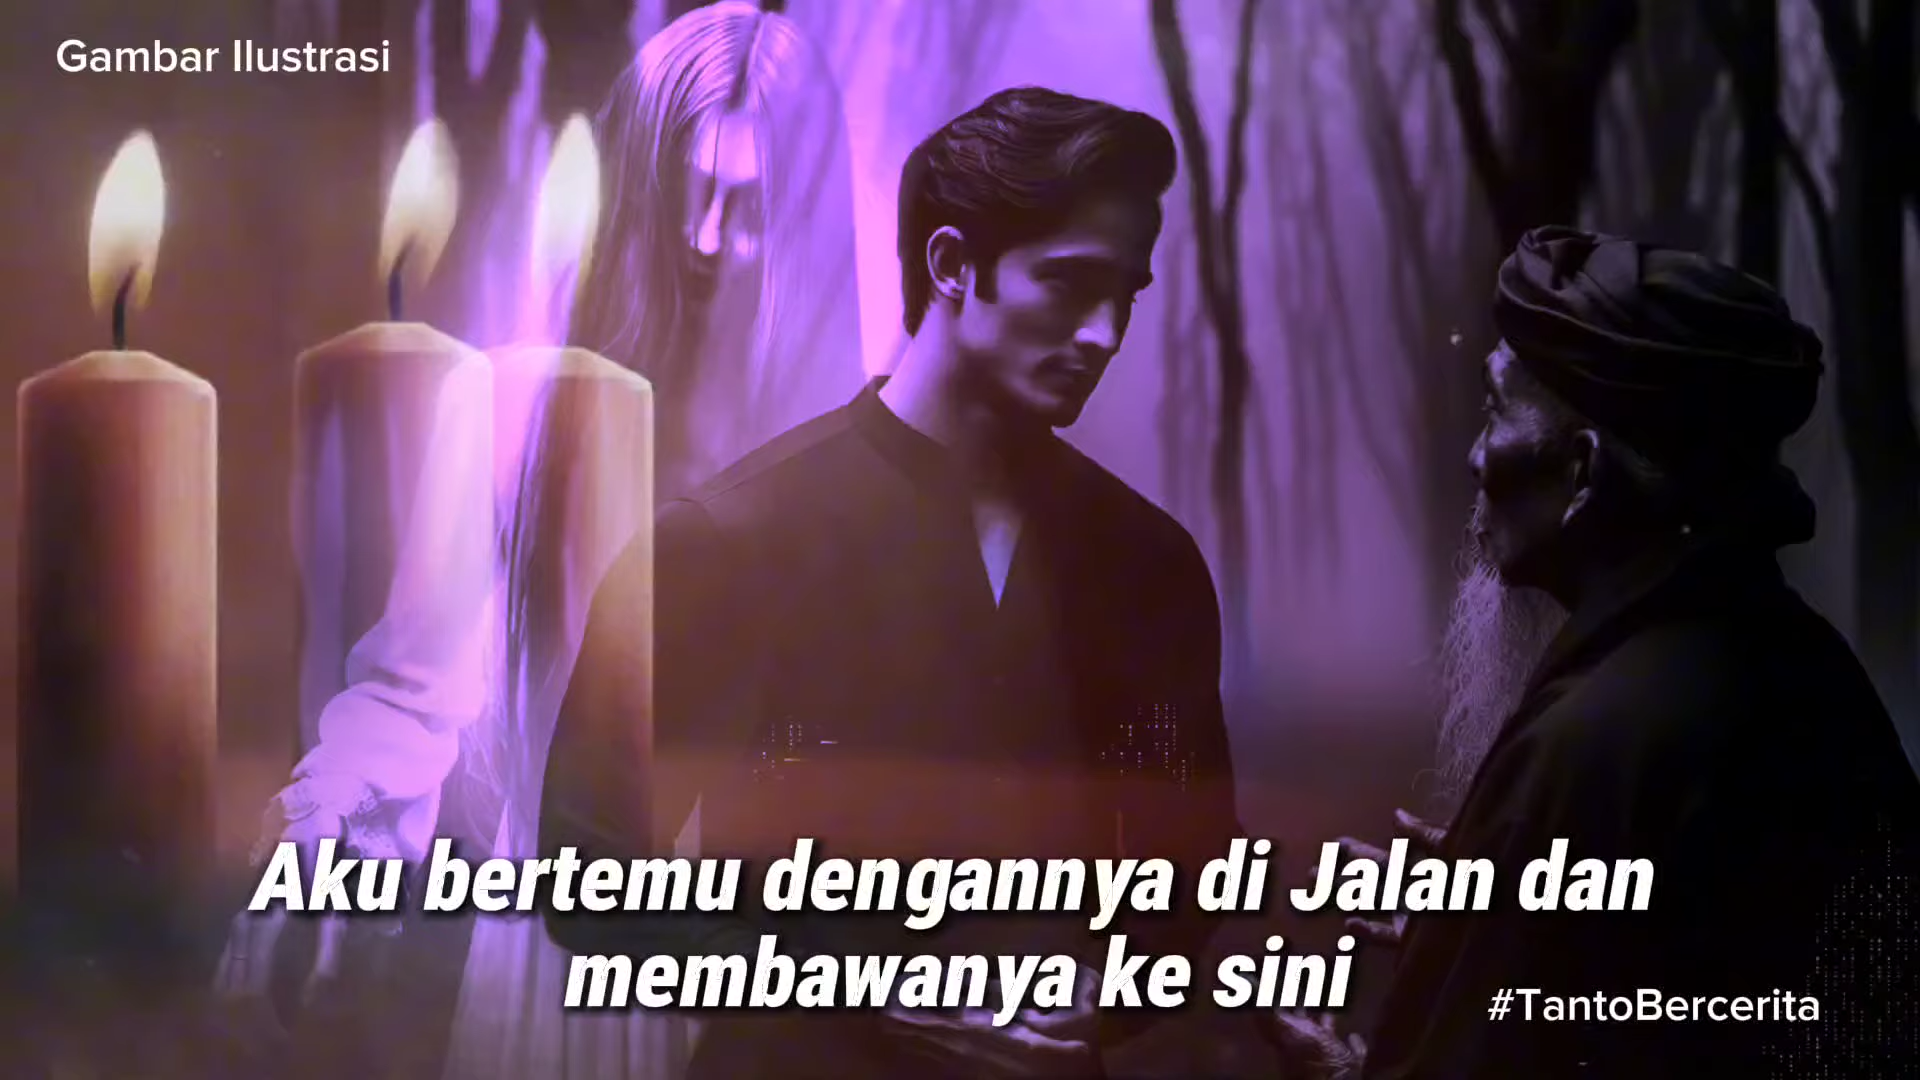 Gambar Ilustrasi
Aku bertemu dengannya di Jalan dan
membawanya ke sini
#TantoBercerita